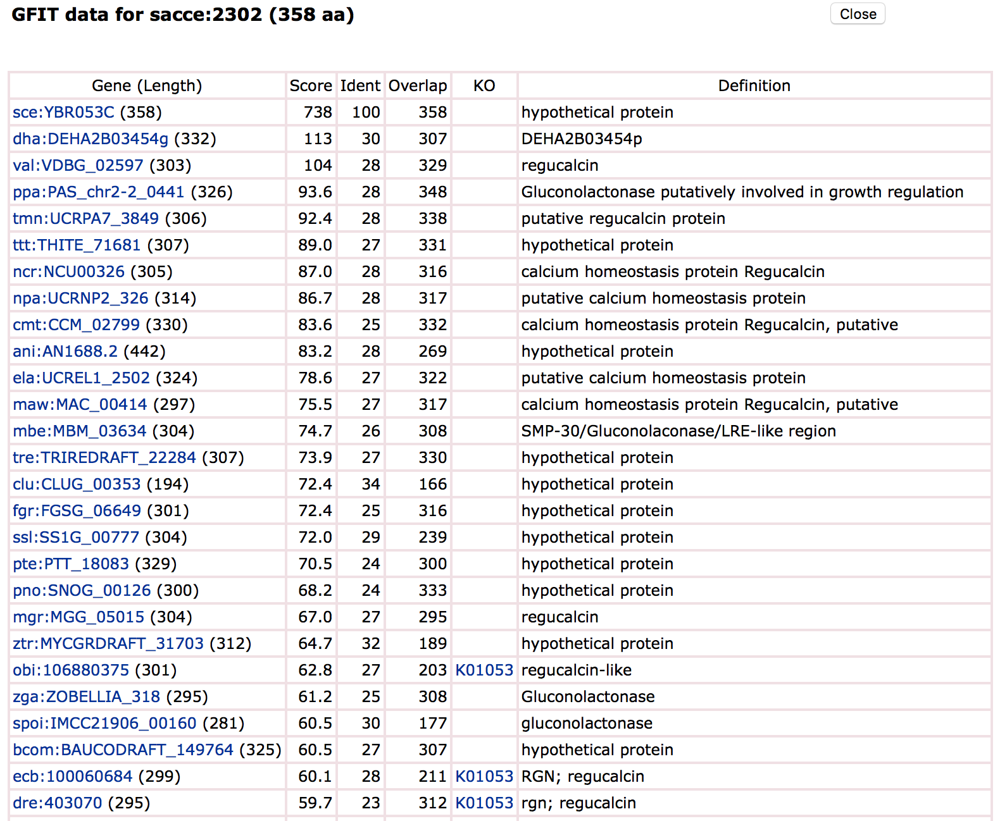 GFIT data for sacce:2302 (358 aa) Close
Gene (Length) Score Ident Overlap KO Definition
sce:YBR053C (358) 738 100 358 hypothetical protein
dha:DEHA2B03454g (332) 113 30 307 DEHA2B03454p
val:VDBG_02597 (303) 104 28 329 regucalcin
ppa:PAS_chr2-2_0441 (326) 93.6 28 348 Gluconolactonase putatively involved in growth regulation
tmn:UCRPA7_3849 (306) 92.4 28 338 putative regucalcin protein
ttt:THITE_71681 (307) 89.0 27 331 hypothetical protein
ncr:NCU00326 (305) 87.0 28 316 calcium homeostasis protein Regucalcin
npa:UCRNP2_326 (314) 86.7 28 317 putative calcium homeostasis protein
cmt:CCM_02799 (330) 83.6 25 332 calcium homeostasis protein Regucalcin, putative
ani:AN1688.2 (442) 83.2 28 269 hypothetical protein
ela:UCREL1_2502 (324) 78.6 27 322 putative calcium homeostasis protein
maw:MAC_00414 (297) 75.5 27 317 calcium homeostasis protein Regucalcin, putative
mbe:MBM_03634 (304) 74.7 26 308 SMP-30/Gluconolaconase/LRE-like region
tre:TRIREDRAFT_22284 (307) 73.9 27 330 hypothetical protein
clu:CLUG_00353 (194) 72.4 34 166 hypothetical protein
fgr:FGSG_06649 (301) 72.4 25 316 hypothetical protein
ssl:SS1G_00777 (304) 72.0 29 239 hypothetical protein
pte:PTT_18083 (329) 70.5 24 300 hypothetical protein
pno:SNOG_00126 (300) 68.2 24 333 hypothetical protein
mgr:MGG_05015 (304) 67.0 27 295 regucalcin
ztr:MYCGRDRAFT_31703 (312) 64.7 32 189 hypothetical protein
obi:106880375 (301) 62.8 27 203 K01053 regucalcin-like
zga:ZOBELLIA_318 (295) 61.2 25 308 Gluconolactonase
spoi:IMCC21906_00160 (281) 60.5 30 177 gluconolactonase
bcom:BAUCODRAFT_149764 (325) 60.5 27 307 hypothetical protein
ecb:100060684 (299) 60.1 28 211 K01053 RGN; regucalcin
dre:403070 (295) 59.7 23 312 K01053 rgn; regucalcin